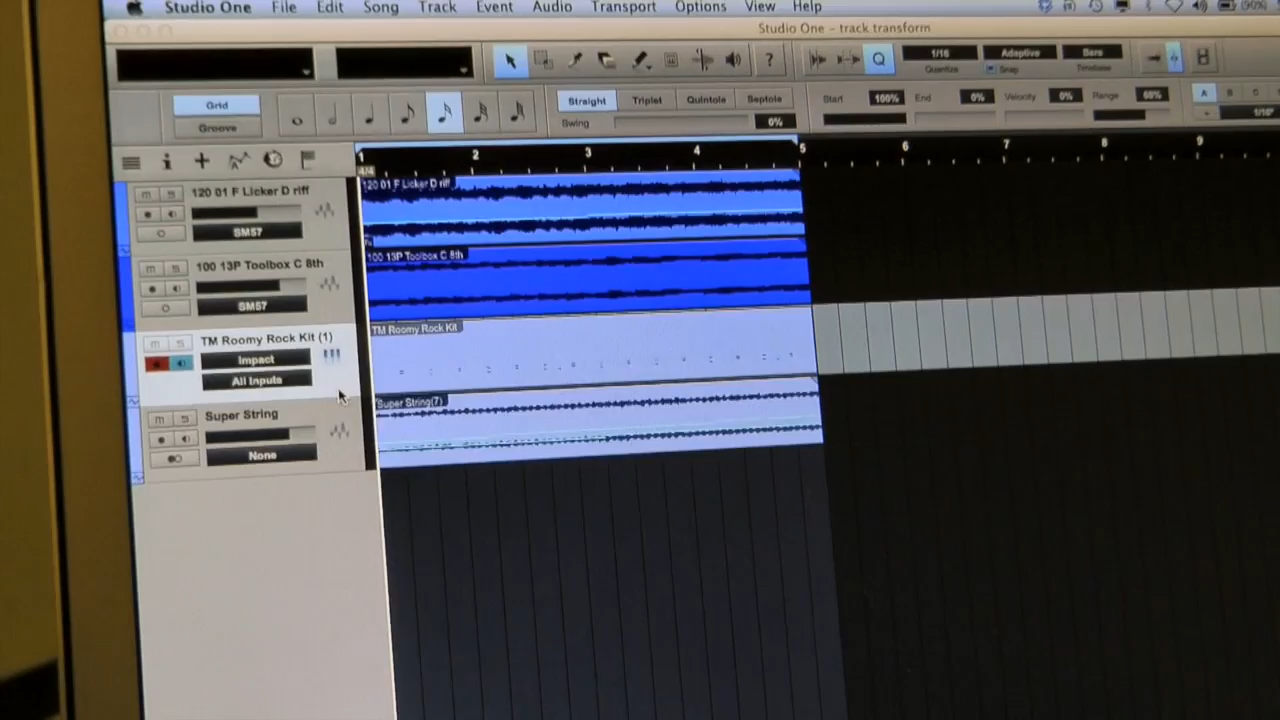 Studio One File Edit Song Track Event Audio Transport Options View Help
(90%)
Studio One - track transform
? Q 1/16 Adaptive Bars
Quantize Snap Timebase
Grid Straight Triplet Quintole Septole Start 100% End 0% Velocity 0% Range 68% A B C
Groove Swing 0%
1 2 3 4 5 6 7 8 9
4/4
m s 120 01 F Licker D riff
120 01 F Licker D riff
SM57
m s 100 13P Toolbox C 8th
100 13P Toolbox C 8th
SM57
m s TM Roomy Rock Kit (1)
TM Roomy Rock Kit
Impact
All Inputs
m s Super String
Super String(7)
None